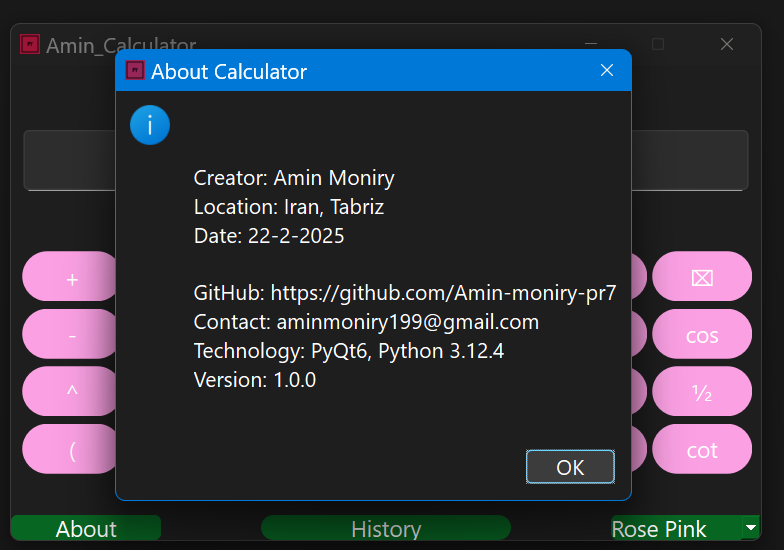 Amin_Calculator
About Calculator
Creator: Amin Moniry
Location: Iran, Tabriz
Date: 22-2-2025
GitHub: https://github.com/Amin-moniry-pr7
Contact: aminmoniry199@gmail.com
Technology: PyQt6, Python 3.12.4
Version: 1.0.0
OK
+
-
cos
^
½
(
cot
About
History
Rose Pink